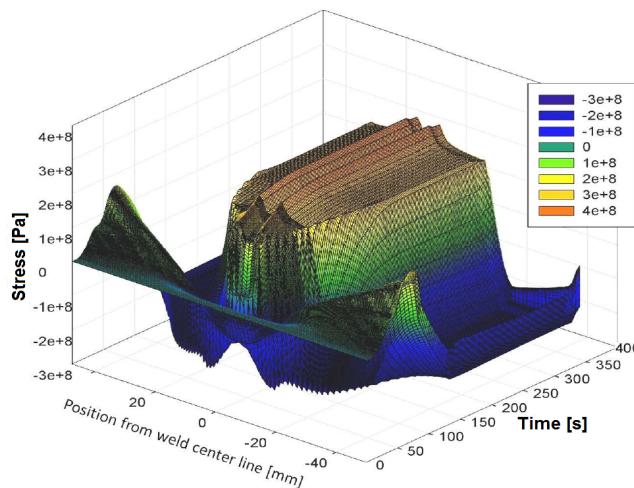 4e+8
3e+8
2e+8
1e+8
0
-1e+8
-2e+8
-3e+8
Stress [Pa]
-3e+8
-2e+8
-1e+8
0
1e+8
2e+8
3e+8
4e+8
20
0
-20
-40
Position from weld center line [mm]
0
50
100
150
200
250
300
350
400
Time [s]